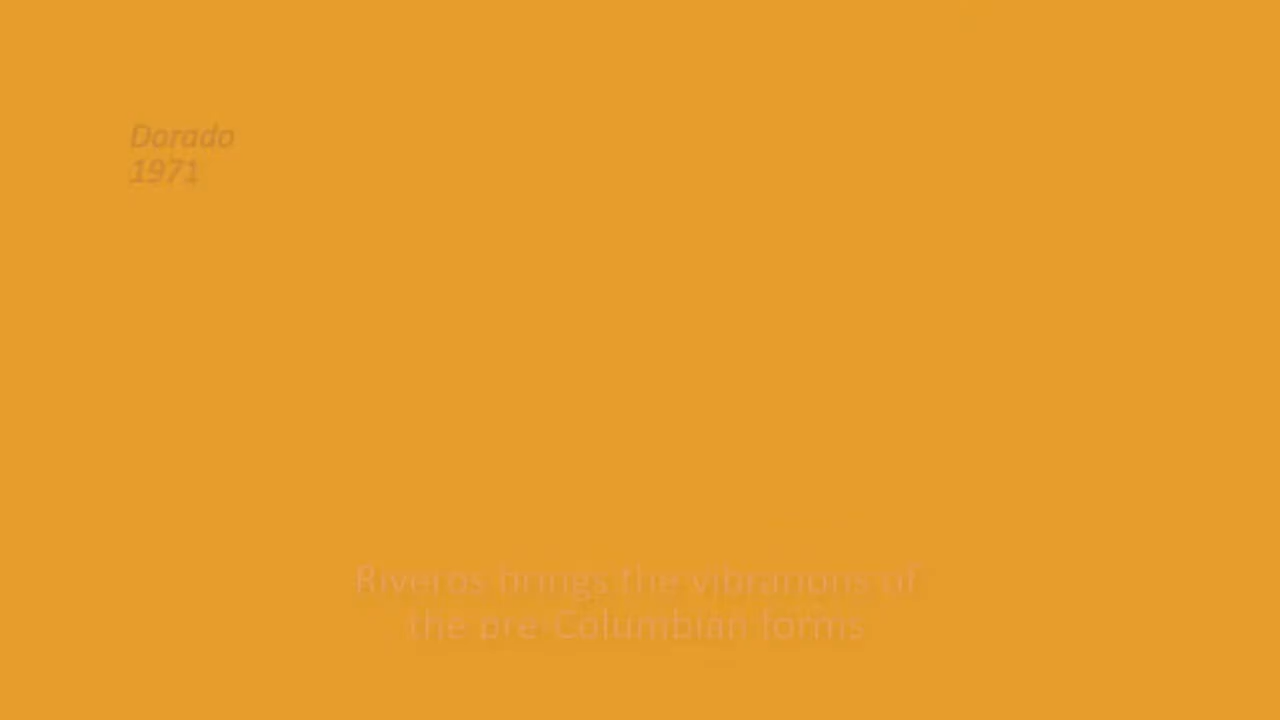 Dorado
1971
Riveros brings the vibrations of
the pre-Columbian forms